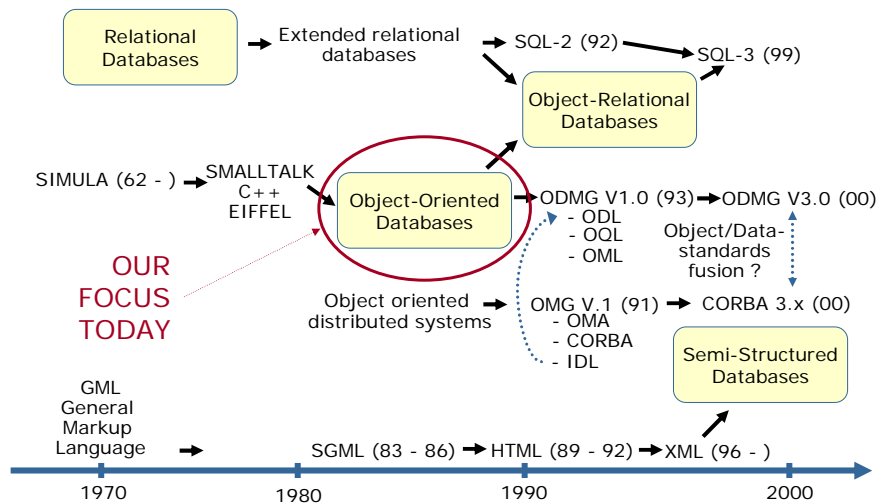 Relational
Databases
Extended relational
databases
SQL-2 (92)
SQL-3 (99)
Object-Relational
Databases
SIMULA (62 - )
SMALLTALK
C++
EIFFEL
Object-Oriented
Databases
ODMG V1.0 (93)
- ODL
- OQL
- OML
ODMG V3.0 (00)
Object/Data-
standards
fusion ?
OUR
FOCUS
TODAY
Object oriented
distributed systems
OMG V.1 (91)
- OMA
- CORBA
- IDL
CORBA 3.x (00)
Semi-Structured
Databases
GML
General
Markup
Language
SGML (83 - 86)
HTML (89 - 92)
XML (96 - )
1970
1980
1990
2000